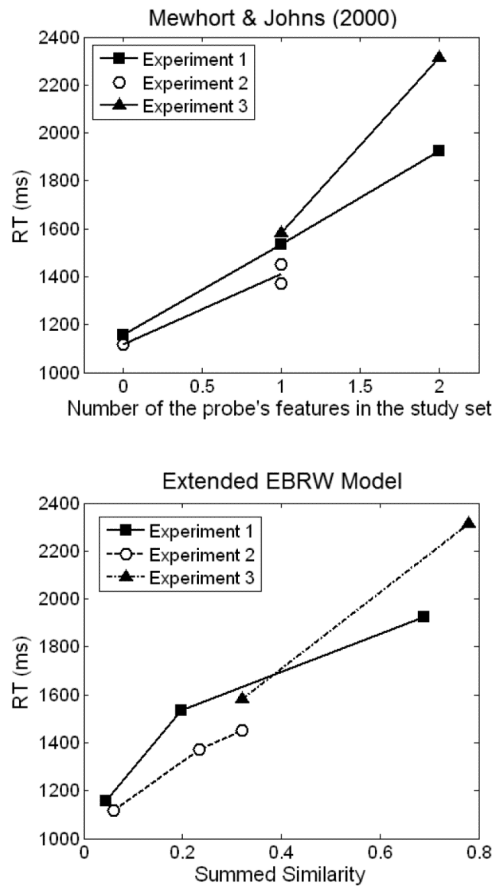 Mewhort & Johns (2000)
2400
2200
2000
1800
1600
1400
1200
1000
RT (ms)
Experiment 1
Experiment 2
Experiment 3
0 0.5 1 1.5 2
Number of the probe's features in the study set
Extended EBRW Model
2400
2200
2000
1800
1600
1400
1200
1000
RT (ms)
Experiment 1
Experiment 2
Experiment 3
0 0.2 0.4 0.6 0.8
Summed Similarity